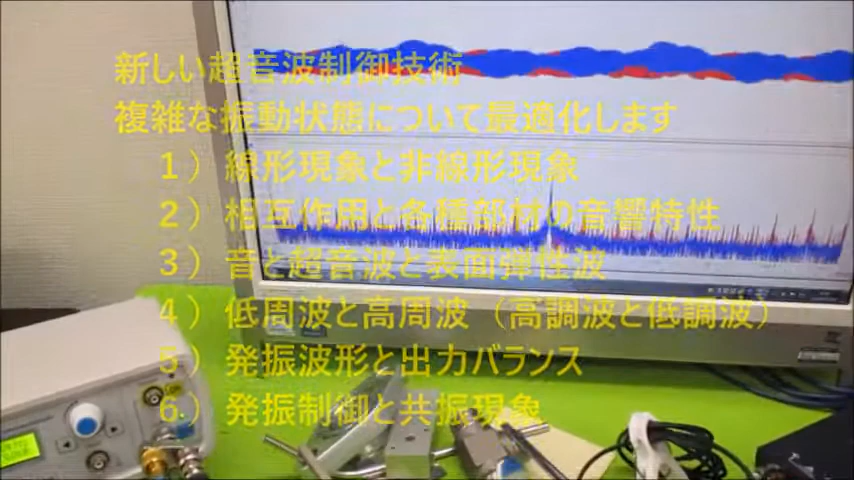 新しい超音波制御技術
複雑な振動状態について最適化します
1） 線形現象と非線形現象
2） 相互作用と各種部材の音響特性
3） 音と超音波と表面弾性波
4） 低周波と高周波 （高調波と低調波）
5） 発振波形と出力バランス
6） 発振制御と共振現象